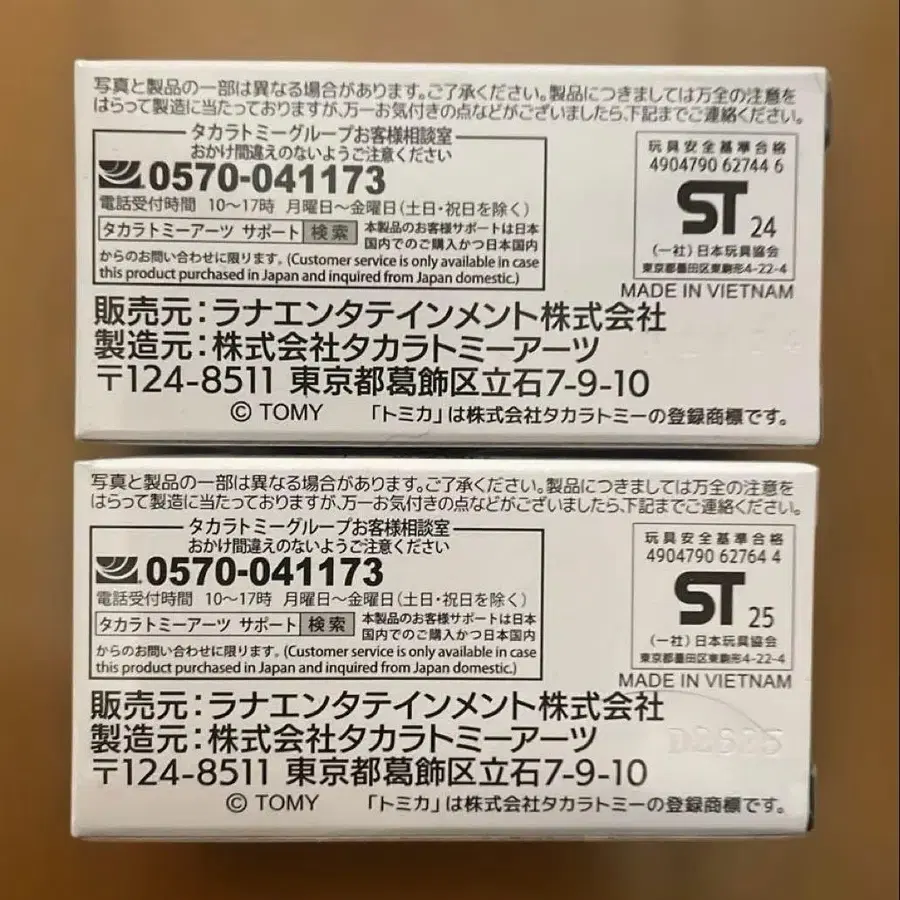 写真と製品の一部は異なる場合があります。ご了承ください。製品につきましては万全の注意を
はらって製造に当たっておりますが、万一お気付きの点などがございましたら、下記までご連絡ください。
タカラトミーグループお客様相談室
おかけ間違えのないようご注意ください
0570-041173
電話受付時間 10〜17時 月曜日〜金曜日(土日・祝日を除く)
タカラトミーアーツ サポート 検索 本製品のお客様サポートは日本
国内でのご購入かつ日本国内
からのお問い合わせに限ります。(Customer service is only available in case
this product purchased in Japan and inquired from Japan domestic.)
玩具安全基準合格
4904790 62744 6
ST 24
(一社)日本玩具協会
東京都墨田区東駒形4-22-4
MADE IN VIETNAM
販売元:ラナエンタテインメント株式会社
製造元:株式会社タカラトミーアーツ
〒124-8511 東京都葛飾区立石7-9-10
© TOMY 「トミカ」は株式会社タカラトミーの登録商標です。
写真と製品の一部は異なる場合があります。ご了承ください。製品につきましては万全の注意を
はらって製造に当たっておりますが、万一お気付きの点などがございましたら、下記までご連絡ください。
タカラトミーグループお客様相談室
おかけ間違えのないようご注意ください
0570-041173
電話受付時間 10〜17時 月曜日〜金曜日(土日・祝日を除く)
タカラトミーアーツ サポート 検索 本製品のお客様サポートは日本
国内でのご購入かつ日本国内
からのお問い合わせに限ります。(Customer service is only available in case
this product purchased in Japan and inquired from Japan domestic.)
玩具安全基準合格
4904790 62764 4
ST 25
(一社)日本玩具協会
東京都墨田区東駒形4-22-4
MADE IN VIETNAM
販売元:ラナエンタテインメント株式会社
製造元:株式会社タカラトミーアーツ
〒124-8511 東京都葛飾区立石7-9-10
© TOMY 「トミカ」は株式会社タカラトミーの登録商標です。